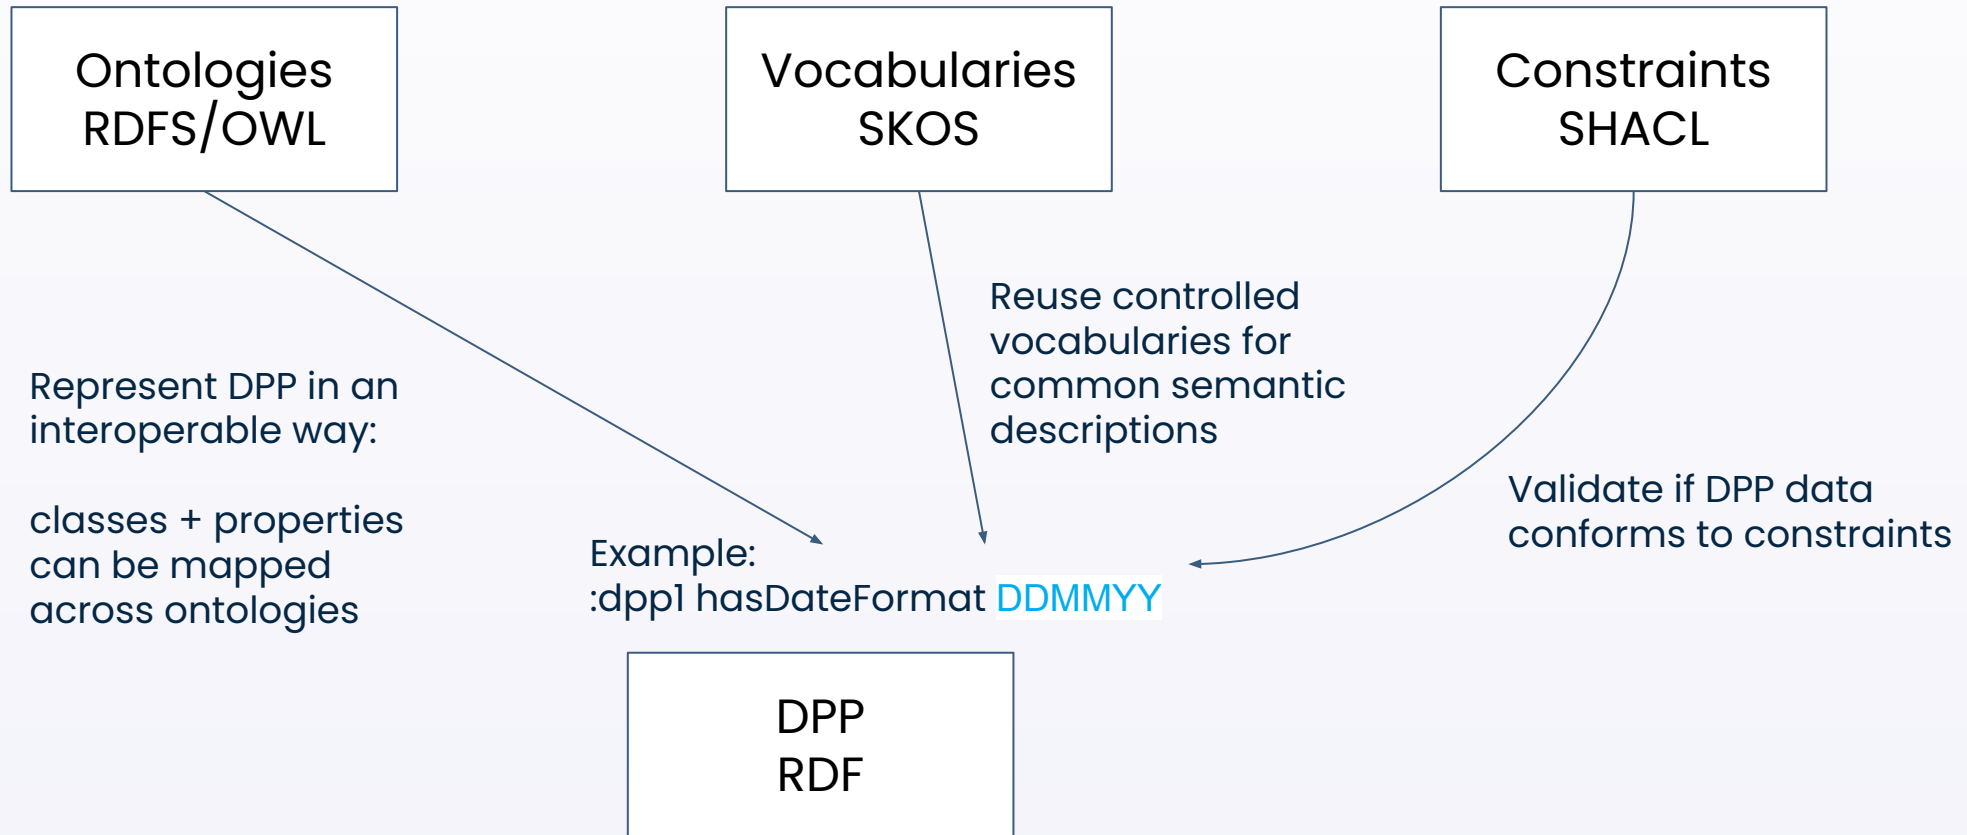 Ontologies
RDFS/OWL
Vocabularies
SKOS
Constraints
SHACL
Represent DPP in an
interoperable way:
classes + properties
can be mapped
across ontologies
Reuse controlled
vocabularies for
common semantic
descriptions
Validate if DPP data
conforms to constraints
Example:
:dpp1 hasDateFormat DDMMYY
DPP
RDF